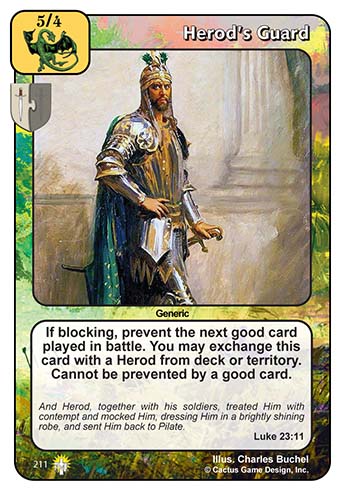 5/4
Herod's Guard
Generic
If blocking, prevent the next good card
played in battle. You may exchange this
card with a Herod from deck or territory.
Cannot be prevented by a good card.
And Herod, together with his soldiers, treated Him with
contempt and mocked Him, dressing Him in a brightly shining
robe, and sent Him back to Pilate.
Luke 23:11
211
Illus. Charles Buchel
© Cactus Game Design, Inc.